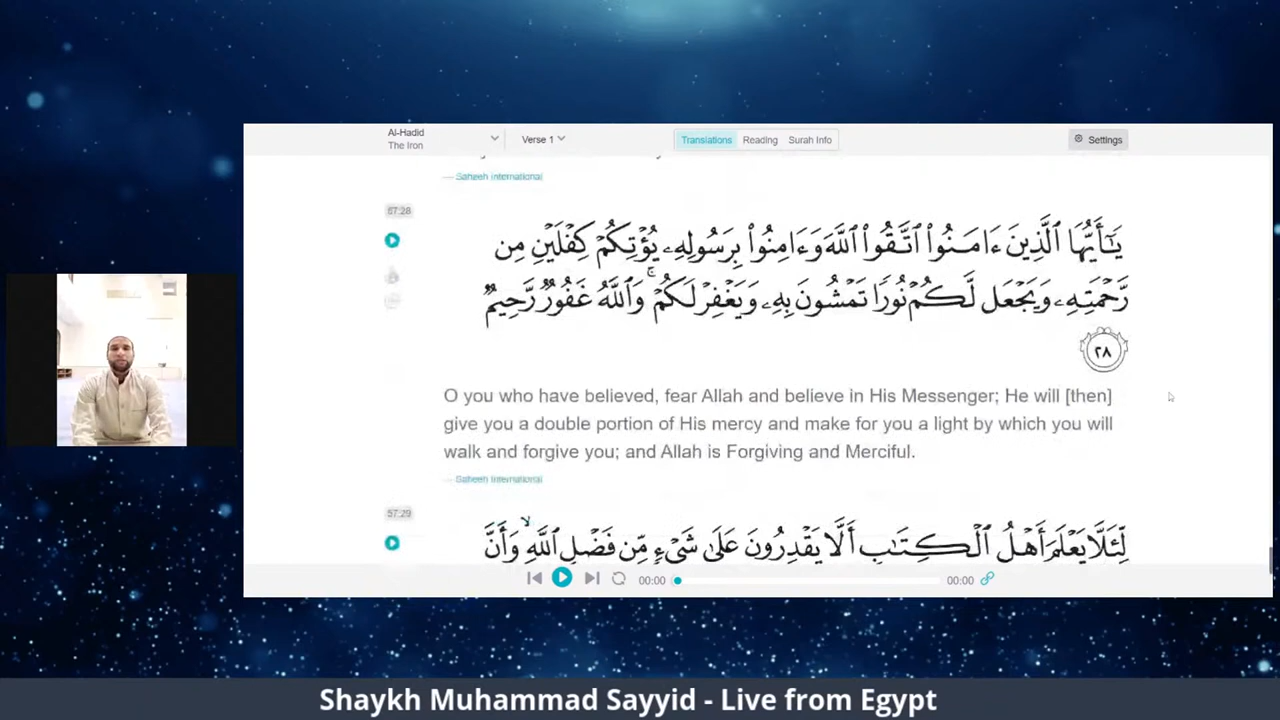 Al-Hadid
The Iron
Verse 1
Translations
Reading
Surah Info
Settings
— Saheeh International
57:28
يَـٰٓأَيُّهَا ٱلَّذِينَ ءَامَنُوا۟ ٱتَّقُوا۟ ٱللَّهَ وَءَامِنُوا۟ بِرَسُولِهِۦ يُؤْتِكُمْ كِفْلَيْنِ مِن
رَّحْمَتِهِۦ وَيَجْعَل لَّكُمْ نُورًا تَمْشُونَ بِهِۦ وَيَغْفِرْ لَكُمْ ۚ وَٱللَّهُ غَفُورٌ رَّحِيمٌ
٢٨
O you who have believed, fear Allah and believe in His Messenger; He will [then]
give you a double portion of His mercy and make for you a light by which you will
walk and forgive you; and Allah is Forgiving and Merciful.
— Saheeh International
57:29
لِّئَلَّا يَعْلَمَ أَهْلُ ٱلْكِتَـٰبِ أَلَّا يَقْدِرُونَ عَلَىٰ شَىْءٍ مِّن فَضْلِ ٱللَّهِ ۙ وَأَنَّ
00:00
00:00
Shaykh Muhammad Sayyid - Live from Egypt